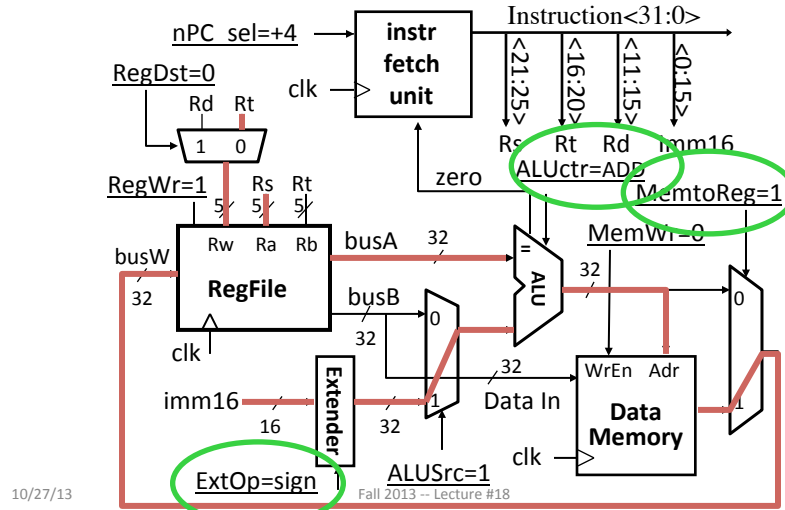 nPC_sel=+4
instr
fetch
unit
clk
Instruction<31:0>
<21:25>
<16:20>
<11:15>
<0:15>
Rs
Rt
Rd
imm16
RegDst=0
Rd
Rt
1
0
zero
ALUctr=ADD
MemtoReg=1
RegWr=1
Rs
Rt
5
5
5
MemWr=0
busW
32
Rw
Ra
Rb
RegFile
clk
busA
32
busB
32
=
ALU
32
0
1
0
1
32
WrEn
Adr
Data In
Data
Memory
clk
imm16
16
Extender
32
ExtOp=sign
ALUSrc=1
10/27/13
Fall 2013 -- Lecture #18